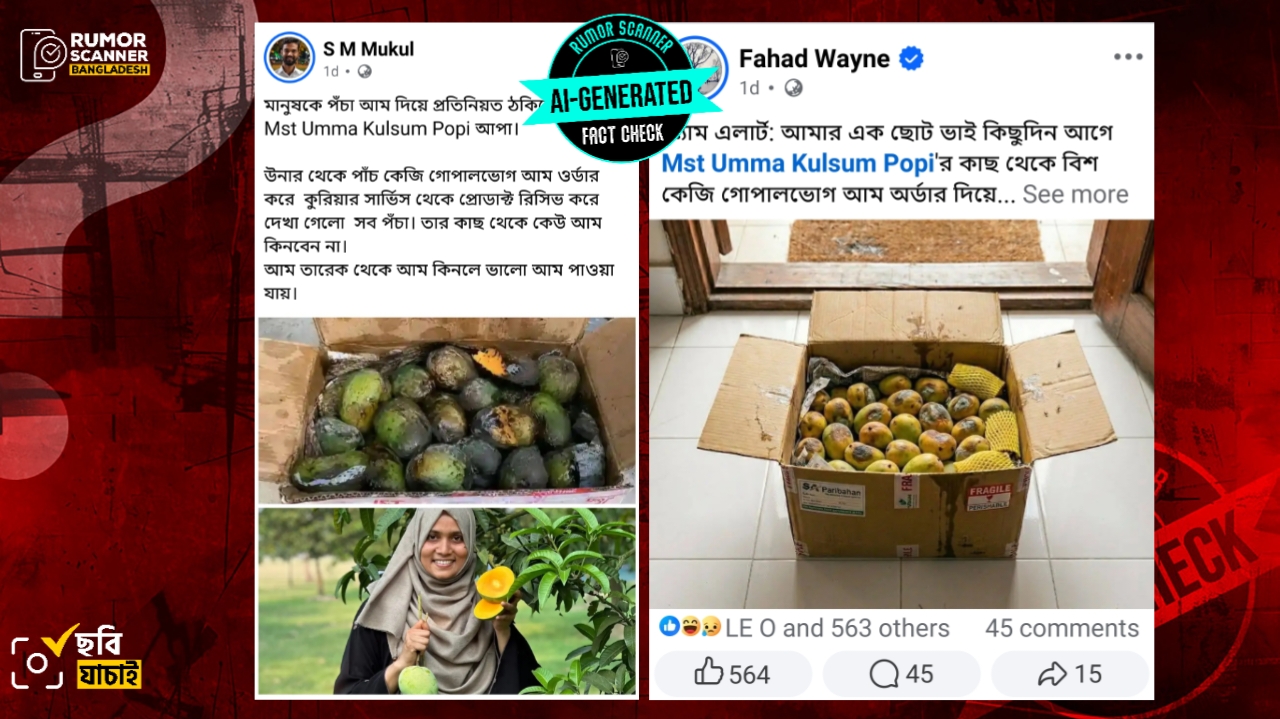 RUMOR
SCANNER
BANGLADESH
S M Mukul
1d
মানুষকে পঁচা আম দিয়ে প্রতিনিয়ত
Mst Umma Kulsum Popi আপা।
উনার থেকে পাঁচ কেজি গোপালভোগ আম ওর্ডার
করে কুরিয়ার সার্ভিস থেকে প্রোডাক্ট রিসিভ করে
দেখা গেলো সব পঁচা। তার কাছ থেকে কেউ আম
কিনবেন না।
আম তারেক থেকে আম কিনলে ভালো আম পাওয়া
যায়।
RUMOR SCANNER
AI-GENERATED
FACT CHECK
Fahad Wayne
1d
এলার্ট: আমার এক ছোট ভাই কিছুদিন আগে
Mst Umma Kulsum Popi'র কাছ থেকে বিশ
কেজি গোপালভোগ আম অর্ডার দিয়ে... See more
SA Paribahan
FRAGILE
FRAGILE
PERISHABLE
LE O and 563 others
45 comments
564
45
15
ছবি
যাচাই